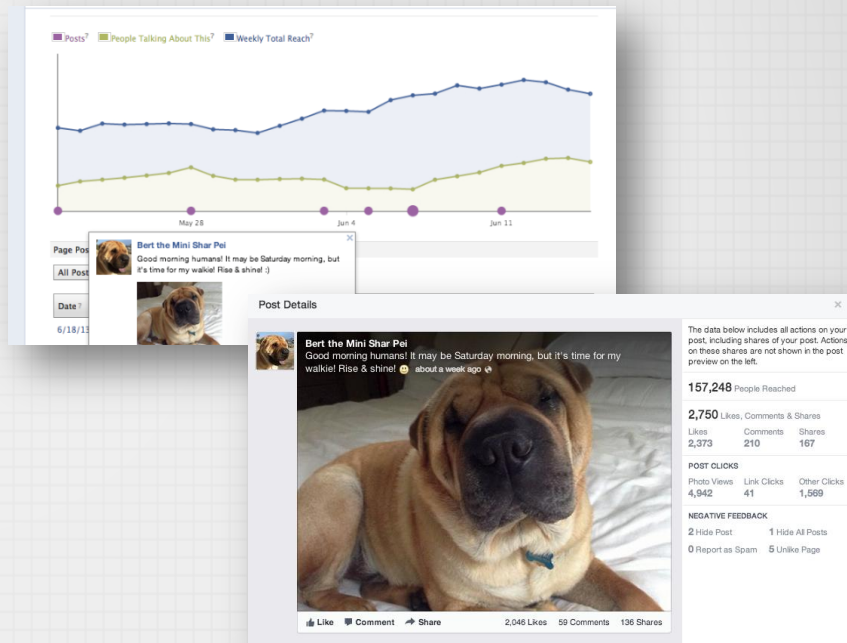 Posts? People Talking About This? Weekly Total Reach?
May 28 Jun 4 Jun 11
Page Pos
All Post
Date ?
6/18/13
Bert the Mini Shar Pei
Good morning humans! It may be Saturday morning, but
it's time for my walkie! Rise & shine! :)
Post Details
Bert the Mini Shar Pei
Good morning humans! It may be Saturday morning, but it's time for my
walkie! Rise & shine! about a week ago
Like Comment Share 2,046 Likes 59 Comments 136 Shares
The data below includes all actions on your
post, including shares of your post. Actions
on these shares are not shown in the post
preview on the left.
157,248 People Reached
2,750 Likes, Comments & Shares
Likes Comments Shares
2,373 210 167
POST CLICKS
Photo Views Link Clicks Other Clicks
4,942 41 1,569
NEGATIVE FEEDBACK
2 Hide Post 1 Hide All Posts
0 Report as Spam 5 Unlike Page